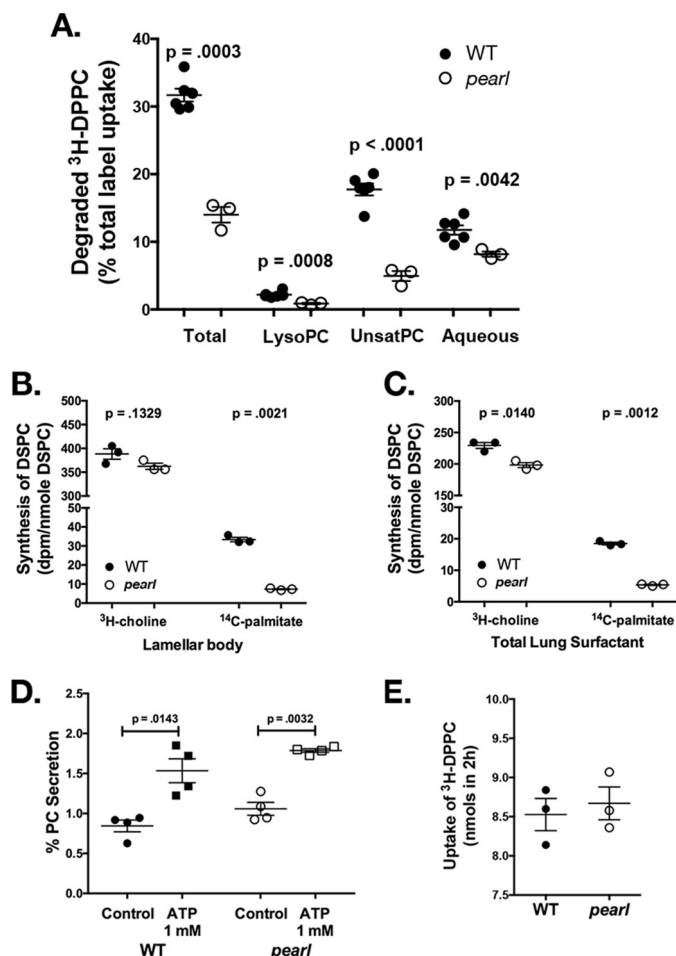 A.
p = .0003
WT
pearl
p < .0001
p = .0042
p = .0008
Degraded ³H-DPPC
(% total label uptake)
40
30
20
10
0
Total LysoPC UnsatPC Aqueous
B.
p = .1329 p = .0021
Synthesis of DSPC
(dpm/nmole DSPC)
500
450
400
350
300
50
40
30
20
10
0
WT
pearl
³H-choline ¹⁴C-palmitate
Lamellar body
C.
p = .0140 p = .0012
Synthesis of DSPC
(dpm/nmole DSPC)
300
250
200
150
30
20
10
0
WT
pearl
³H-choline ¹⁴C-palmitate
Total Lung Surfactant
D.
p = .0143 p = .0032
% PC Secretion
2.5
2.0
1.5
1.0
0.5
0.0
Control ATP Control ATP
1 mM 1 mM
WT pearl
E.
Uptake of ³H-DPPC
(nmols in 2h)
9.5
9.0
8.5
8.0
7.5
WT pearl